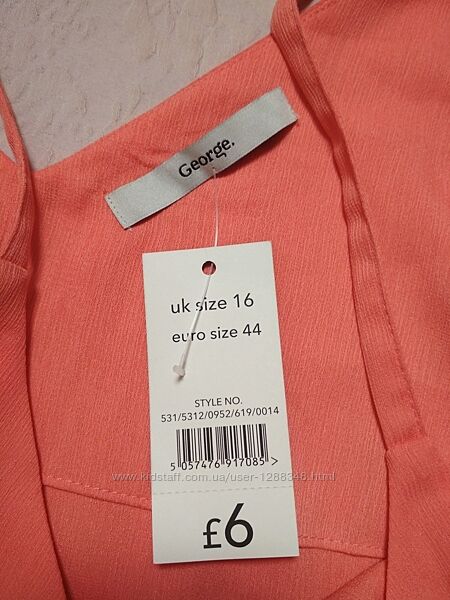 George.
uk size 16
euro size 44
STYLE NO.
531/5312/0952/619/0014
5 057476 917085 >
www.kidstaff.com.ua/user-1288348.html
£6